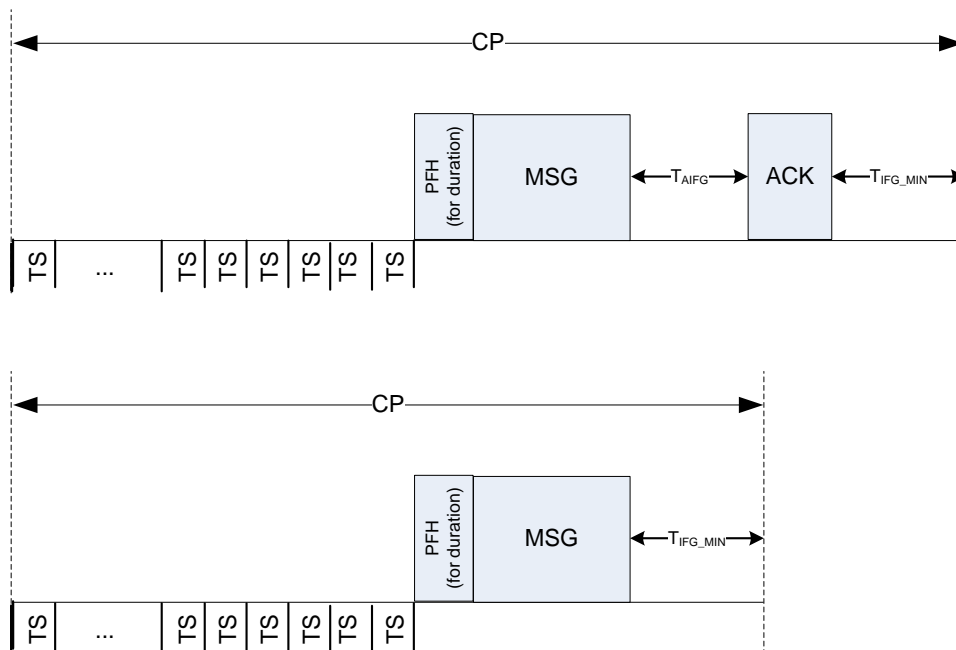 CP
PFH
(for duration)
MSG
TAIFG
ACK
TIFG_MIN
TS
...
TS
TS
TS
TS
TS
TS
CP
PFH
(for duration)
MSG
TIFG_MIN
TS
...
TS
TS
TS
TS
TS
TS